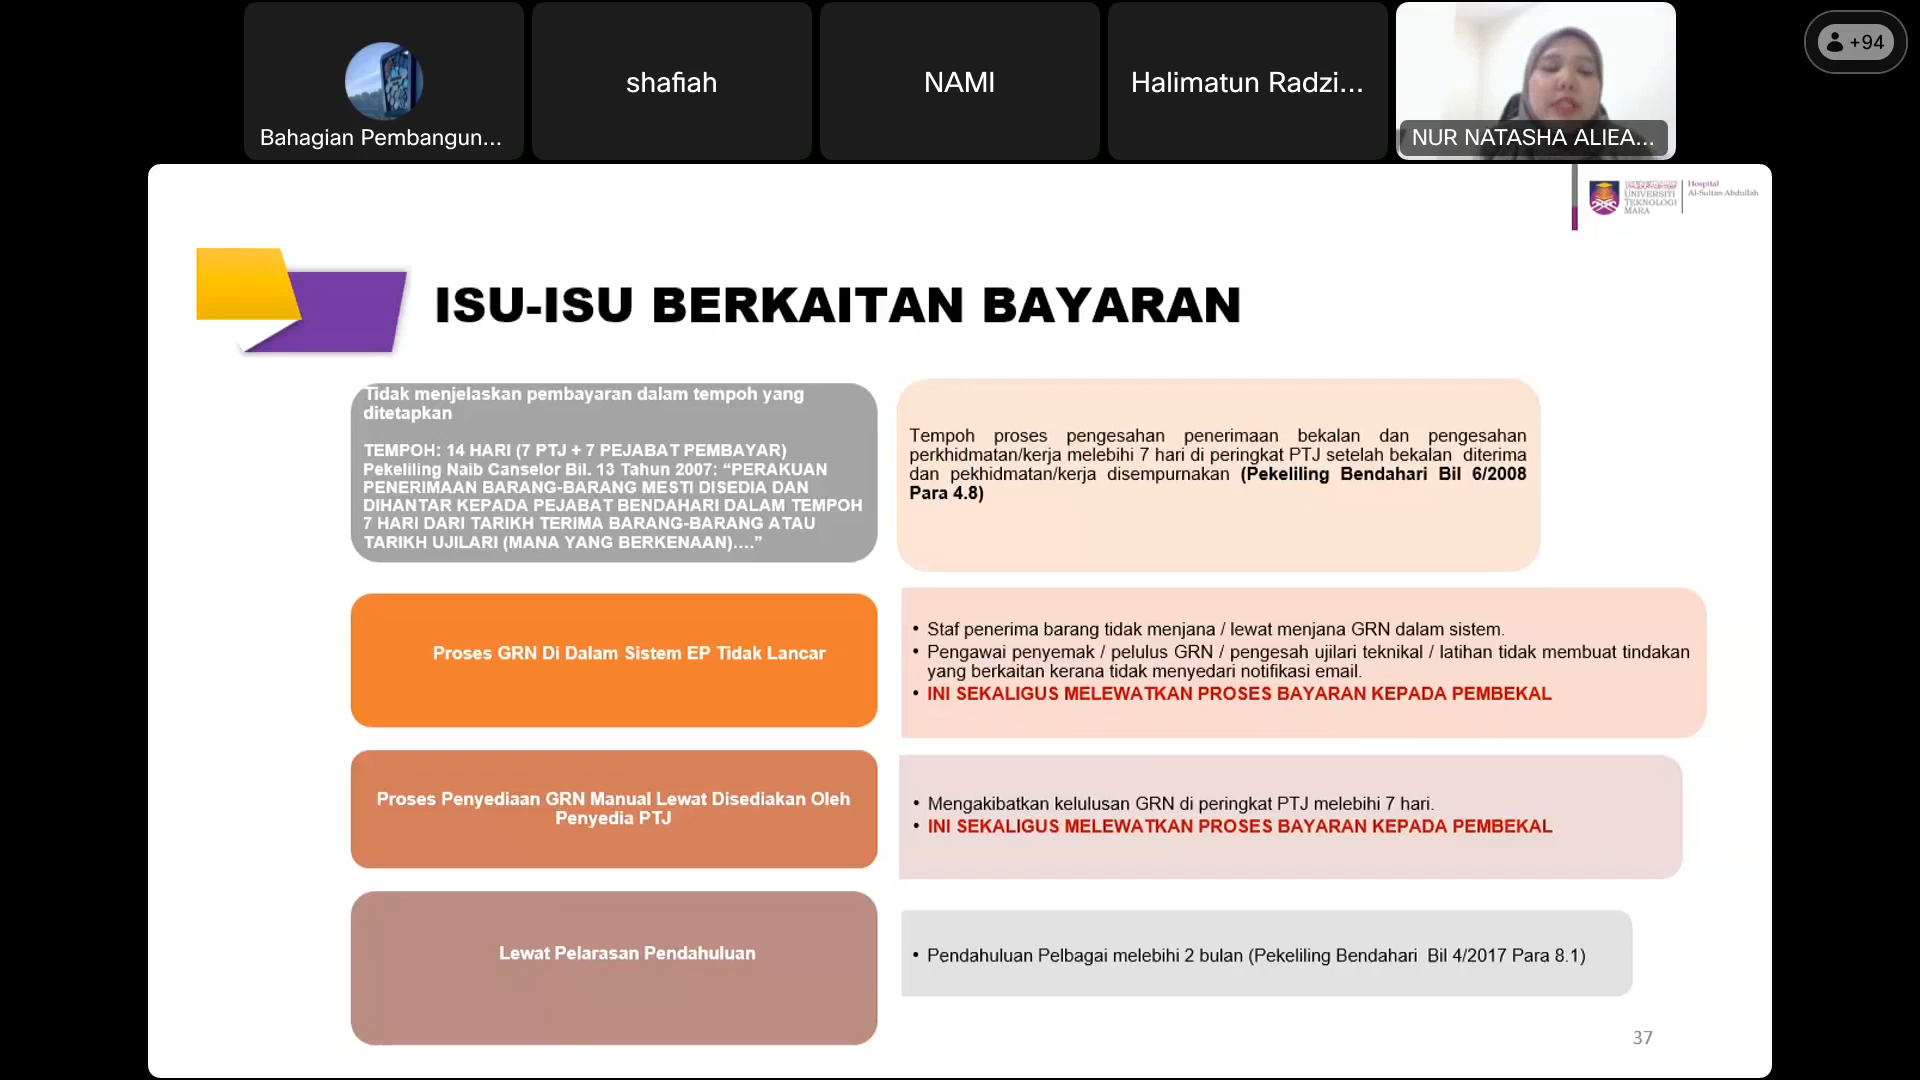 Bahagian Pembangun...
shafiah
NAMI
Halimatun Radzi...
NUR NATASHA ALIEA...
+94
UNIVERSITI
TEKNOLOGI
MARA
Hospital
Al-Sultan Abdullah
ISU-ISU BERKAITAN BAYARAN
Tidak menjelaskan pembayaran dalam tempoh yang
ditetapkan
TEMPOH: 14 HARI (7 PTJ + 7 PEJABAT PEMBAYAR)
Pekeliling Naib Canselor Bil. 13 Tahun 2007: “PERAKUAN
PENERIMAAN BARANG-BARANG MESTI DISEDIA DAN
DIHANTAR KEPADA PEJABAT BENDAHARI DALAM TEMPOH
7 HARI DARI TARIKH TERIMA BARANG-BARANG ATAU
TARIKH UJILARI (MANA YANG BERKENAAN)....”
Tempoh proses pengesahan penerimaan bekalan dan pengesahan
perkhidmatan/kerja melebihi 7 hari di peringkat PTJ setelah bekalan diterima
dan pekhidmatan/kerja disempurnakan (Pekeliling Bendahari Bil 6/2008
Para 4.8)
Proses GRN Di Dalam Sistem EP Tidak Lancar
• Staf penerima barang tidak menjana / lewat menjana GRN dalam sistem.
• Pengawai penyemak / pelulus GRN / pengesah ujilari teknikal / latihan tidak membuat tindakan
yang berkaitan kerana tidak menyedari notifikasi email.
• INI SEKALIGUS MELEWATKAN PROSES BAYARAN KEPADA PEMBEKAL
Proses Penyediaan GRN Manual Lewat Disediakan Oleh
Penyedia PTJ
• Mengakibatkan kelulusan GRN di peringkat PTJ melebihi 7 hari.
• INI SEKALIGUS MELEWATKAN PROSES BAYARAN KEPADA PEMBEKAL
Lewat Pelarasan Pendahuluan
• Pendahuluan Pelbagai melebihi 2 bulan (Pekeliling Bendahari Bil 4/2017 Para 8.1)
37